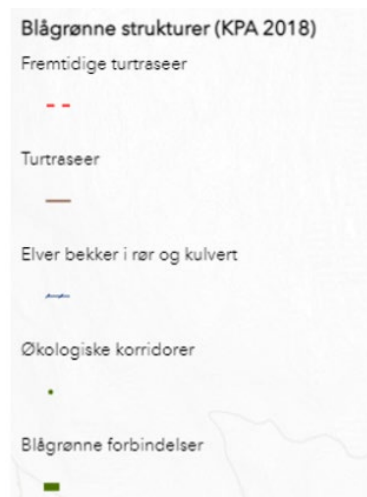 Blågrønne strukturer (KPA 2018)
Fremtidige turtraseer
Turtraseer
Elver bekker i rør og kulvert
Økologiske korridorer
Blågrønne forbindelser